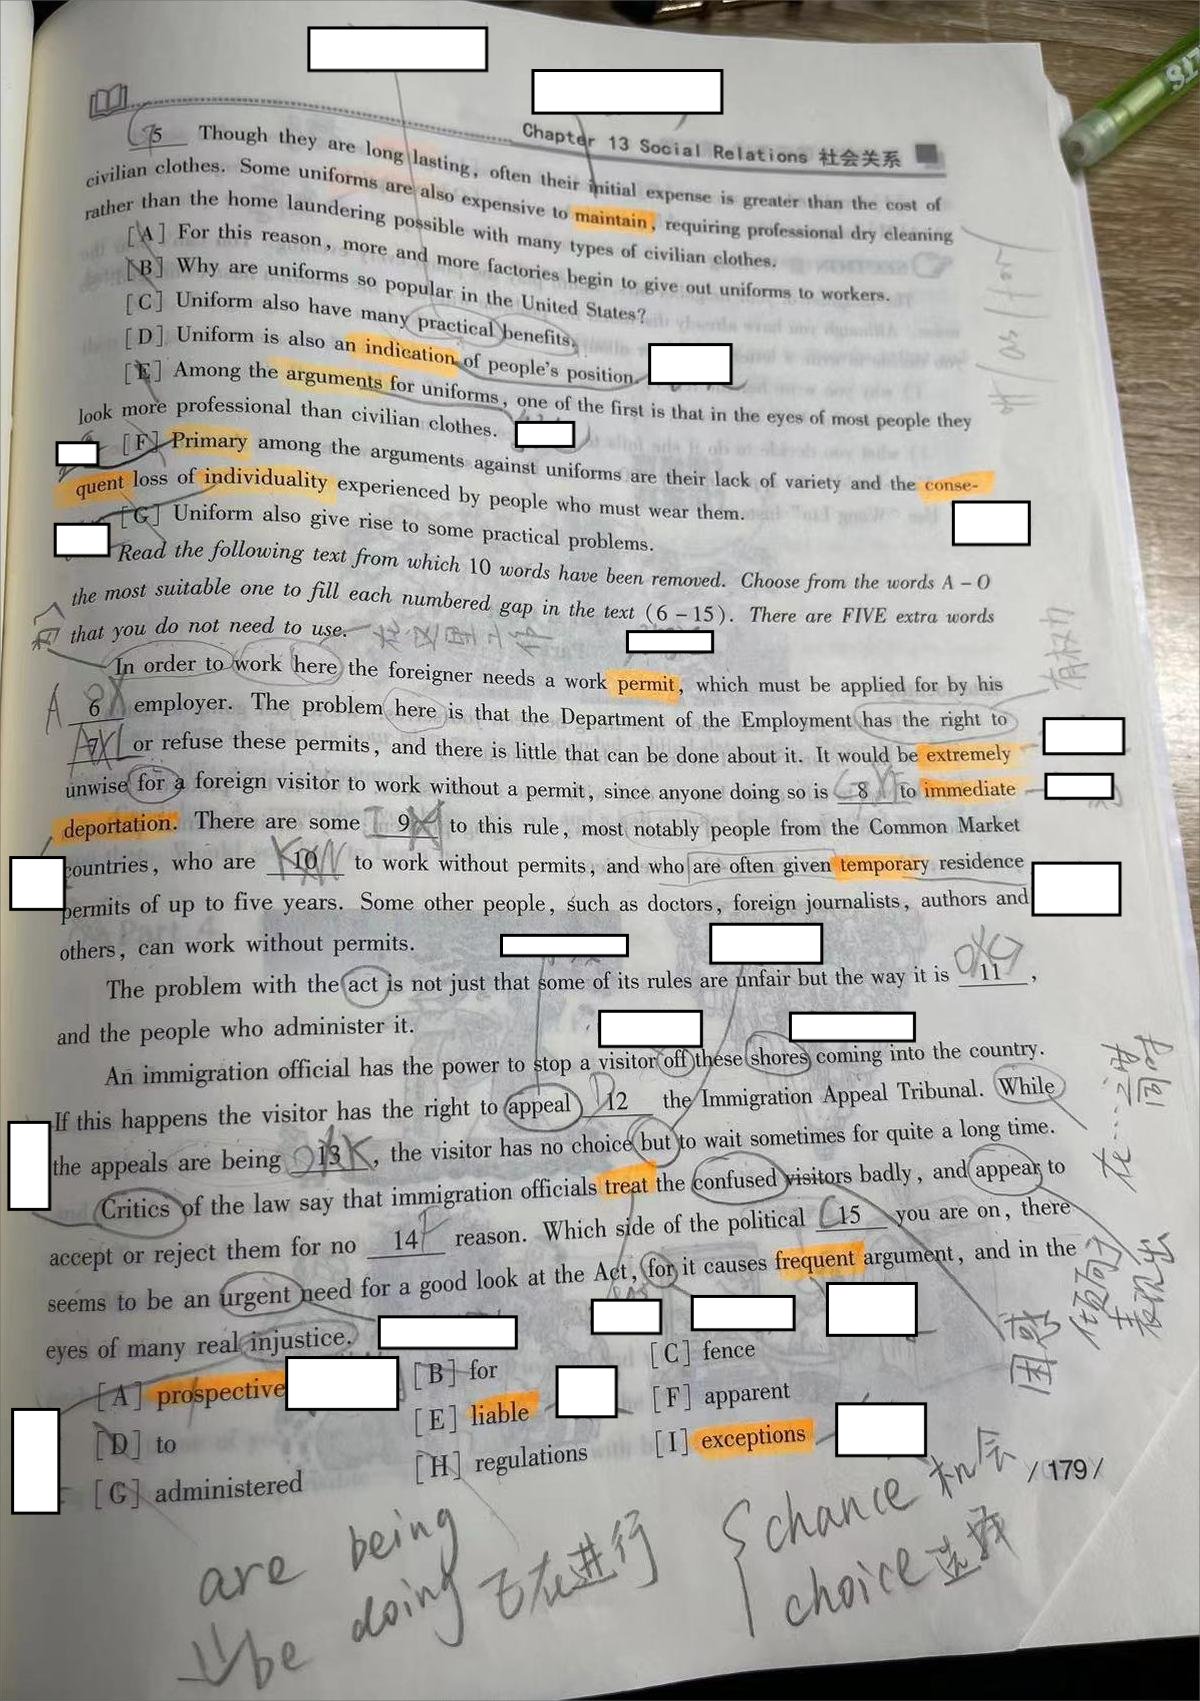 Chapter 13 Social Relations 社会关系
5 Though they are long lasting, often their initial expense is greater than the cost of
civilian clothes. Some uniforms are also expensive to maintain, requiring professional dry cleaning
rather than the home laundering possible with many types of civilian clothes.
[A] For this reason, more and more factories begin to give out uniforms to workers.
[B] Why are uniforms so popular in the United States?
[C] Uniform also have many practical benefits.
[D] Uniform is also an indication of people's position.
[E] Among the arguments for uniforms, one of the first is that in the eyes of most people they
look more professional than civilian clothes.
[F] Primary among the arguments against uniforms are their lack of variety and the conse-
quent loss of individuality experienced by people who must wear them.
[G] Uniform also give rise to some practical problems.
Read the following text from which 10 words have been removed. Choose from the words A – O
the most suitable one to fill each numbered gap in the text (6 – 15). There are FIVE extra words
that you do not need to use.
In order to work here the foreigner needs a work permit, which must be applied for by his
有权力
A 6 employer. The problem here is that the Department of the Employment has the right to
7 L or refuse these permits, and there is little that can be done about it. It would be extremely
unwise for a foreign visitor to work without a permit, since anyone doing so is 8 to immediate
deportation. There are some I 9 to this rule, most notably people from the Common Market
countries, who are 10 N to work without permits, and who are often given temporary residence
permits of up to five years. Some other people, such as doctors, foreign journalists, authors and
others, can work without permits.
The problem with the act is not just that some of its rules are unfair but the way it is 11 G,
and the people who administer it.
An immigration official has the power to stop a visitor off these shores coming into the country.
If this happens the visitor has the right to appeal D 12 the Immigration Appeal Tribunal. While
在……之间
the appeals are being 13 K, the visitor has no choice but to wait sometimes for quite a long time.
Critics of the law say that immigration officials treat the confused visitors badly, and appear to
accept or reject them for no 14 F reason. Which side of the political C 15 you are on, there
seems to be an urgent need for a good look at the Act, for it causes frequent argument, and in the
困惑
eyes of many real injustice.
[A] prospective [B] for [C] fence
[D] to [E] liable [F] apparent
[G] administered [H] regulations [I] exceptions
/ 179 /
are being
be doing 正在进行
chance 机会
choice 选择